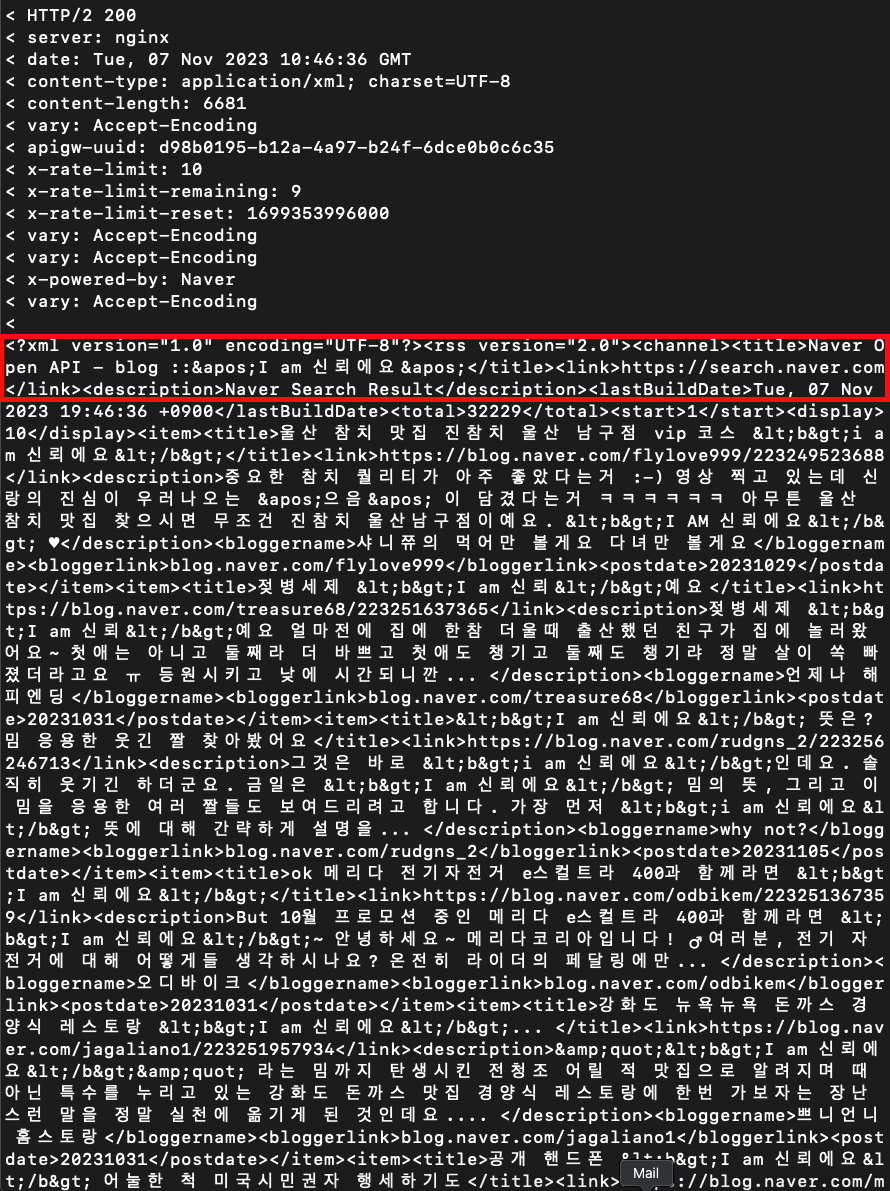 < HTTP/2 200
< server: nginx
< date: Tue, 07 Nov 2023 10:46:36 GMT
< content-type: application/xml; charset=UTF-8
< content-length: 6681
< vary: Accept-Encoding
< apigw-uuid: d98b0195-b12a-4a97-b24f-6dce0b0c6c35
< x-rate-limit: 10
< x-rate-limit-remaining: 9
< x-rate-limit-reset: 1699353996000
< vary: Accept-Encoding
< vary: Accept-Encoding
< x-powered-by: Naver
< vary: Accept-Encoding
<
<?xml version="1.0" encoding="UTF-8"?><rss version="2.0"><channel><title>Naver O
pen API - blog ::&apos;I am 신뢰에요&apos;</title><link>https://search.naver.com
</link><description>Naver Search Result</description><lastBuildDate>Tue, 07 Nov
2023 19:46:36 +0900</lastBuildDate><total>32229</total><start>1</start><display>
10</display><item><title>울산 참치 맛집 진참치 울산 남구점 vip 코스 &lt;b&gt;i a
m 신뢰에요&lt;/b&gt;</title><link>https://blog.naver.com/flylove999/223249523688
</link><description>중요한 참치 퀄리티가 아주 좋았다는거 :-) 영상 찍고 있는데 신
랑의 진심이 우러나오는 &apos;으음&apos; 이 담겼다는거 ㅋㅋㅋㅋㅋㅋ 아무튼 울산
참치 맛집 찾으시면 무조건 진참치 울산남구점이예요. &lt;b&gt;I AM 신뢰에요&lt;/b&
gt; ♥</description><bloggername>샤니쮸의 먹어만 볼게요 다녀만 볼게요</bloggernam
e><bloggerlink>blog.naver.com/flylove999</bloggerlink><postdate>20231029</postda
te></item><item><title>젖병세제 &lt;b&gt;I am 신뢰&lt;/b&gt;예요</title><link>ht
tps://blog.naver.com/treasure68/223251637365</link><description>젖병세제 &lt;b&g
t;I am 신뢰&lt;/b&gt;예요 얼마전에 집에 한참 더울때 출산했던 친구가 집에 놀러왔
어요~ 첫애는 아니고 둘째라 더 바쁘고 첫애도 챙기고 둘째도 챙기랴 정말 살이 쏙 빠
졌더라고요 ㅠ 등원시키고 낮에 시간되니깐... </description><bloggername>언제나 해
피엔딩</bloggername><bloggerlink>blog.naver.com/treasure68</bloggerlink><postdat
e>20231031</postdate></item><item><title>&lt;b&gt;I am 신뢰에요&lt;/b&gt; 뜻은?
밈 응용한 웃긴 짤 찾아봤어요</title><link>https://blog.naver.com/rudgns_2/223256
246713</link><description>그것은 바로 &lt;b&gt;i am 신뢰에요&lt;/b&gt;인데요. 솔
직히 웃기긴 하더군요. 금일은 &lt;b&gt;I am 신뢰에요&lt;/b&gt; 밈의 뜻, 그리고 이
밈을 응용한 여러 짤들도 보여드리려고 합니다. 가장 먼저 &lt;b&gt;i am 신뢰에요&l
t;/b&gt; 뜻에 대해 간략하게 설명을... </description><bloggername>why not?</blogg
ername><bloggerlink>blog.naver.com/rudgns_2</bloggerlink><postdate>20231105</pos
tdate></item><item><title>ok 메리다 전기자전거 e스컬트라 400과 함께라면 &lt;b&gt
;I am 신뢰에요&lt;/b&gt;</title><link>https://blog.naver.com/odbikem/22325136735
9</link><description>But 10월 프로모션 중인 메리다 e스컬트라 400과 함께라면 &lt;
b&gt;I am 신뢰에요&lt;/b&gt;~ 안녕하세요~ 메리다코리아입니다! ♂여러분, 전기 자
전거에 대해 어떻게들 생각하시나요? 온전히 라이더의 페달링에만... </description><
bloggername>오디바이크</bloggername><bloggerlink>blog.naver.com/odbikem</blogger
link><postdate>20231031</postdate></item><item><title>강화도 뉴욕뉴욕 돈까스 경
양식 레스토랑 &lt;b&gt;I am 신뢰에요&lt;/b&gt;... </title><link>https://blog.nav
er.com/jagaliano1/223251957934</link><description>&amp;quot;&lt;b&gt;I am 신뢰에
요&lt;/b&gt;&amp;quot; 라는 밈까지 탄생시킨 전청조 어릴 적 맛집으로 알려지며 때
아닌 특수를 누리고 있는 강화도 돈까스 맛집 경양식 레스토랑에 한번 가보자는 장난
스런 말을 정말 실천에 옮기게 된 것인데요.... </description><bloggername>쁘니언니
홈스토랑</bloggername><bloggerlink>blog.naver.com/jagaliano1</bloggerlink><post
date>20231031</postdate></item><item><title>공개 핸드폰 &lt;b&gt;I am 신뢰에요&l
t;/b&gt; 어눌한 척 미국시민권자 행세하기도</title><link>https://blog.naver.com/m
Mail